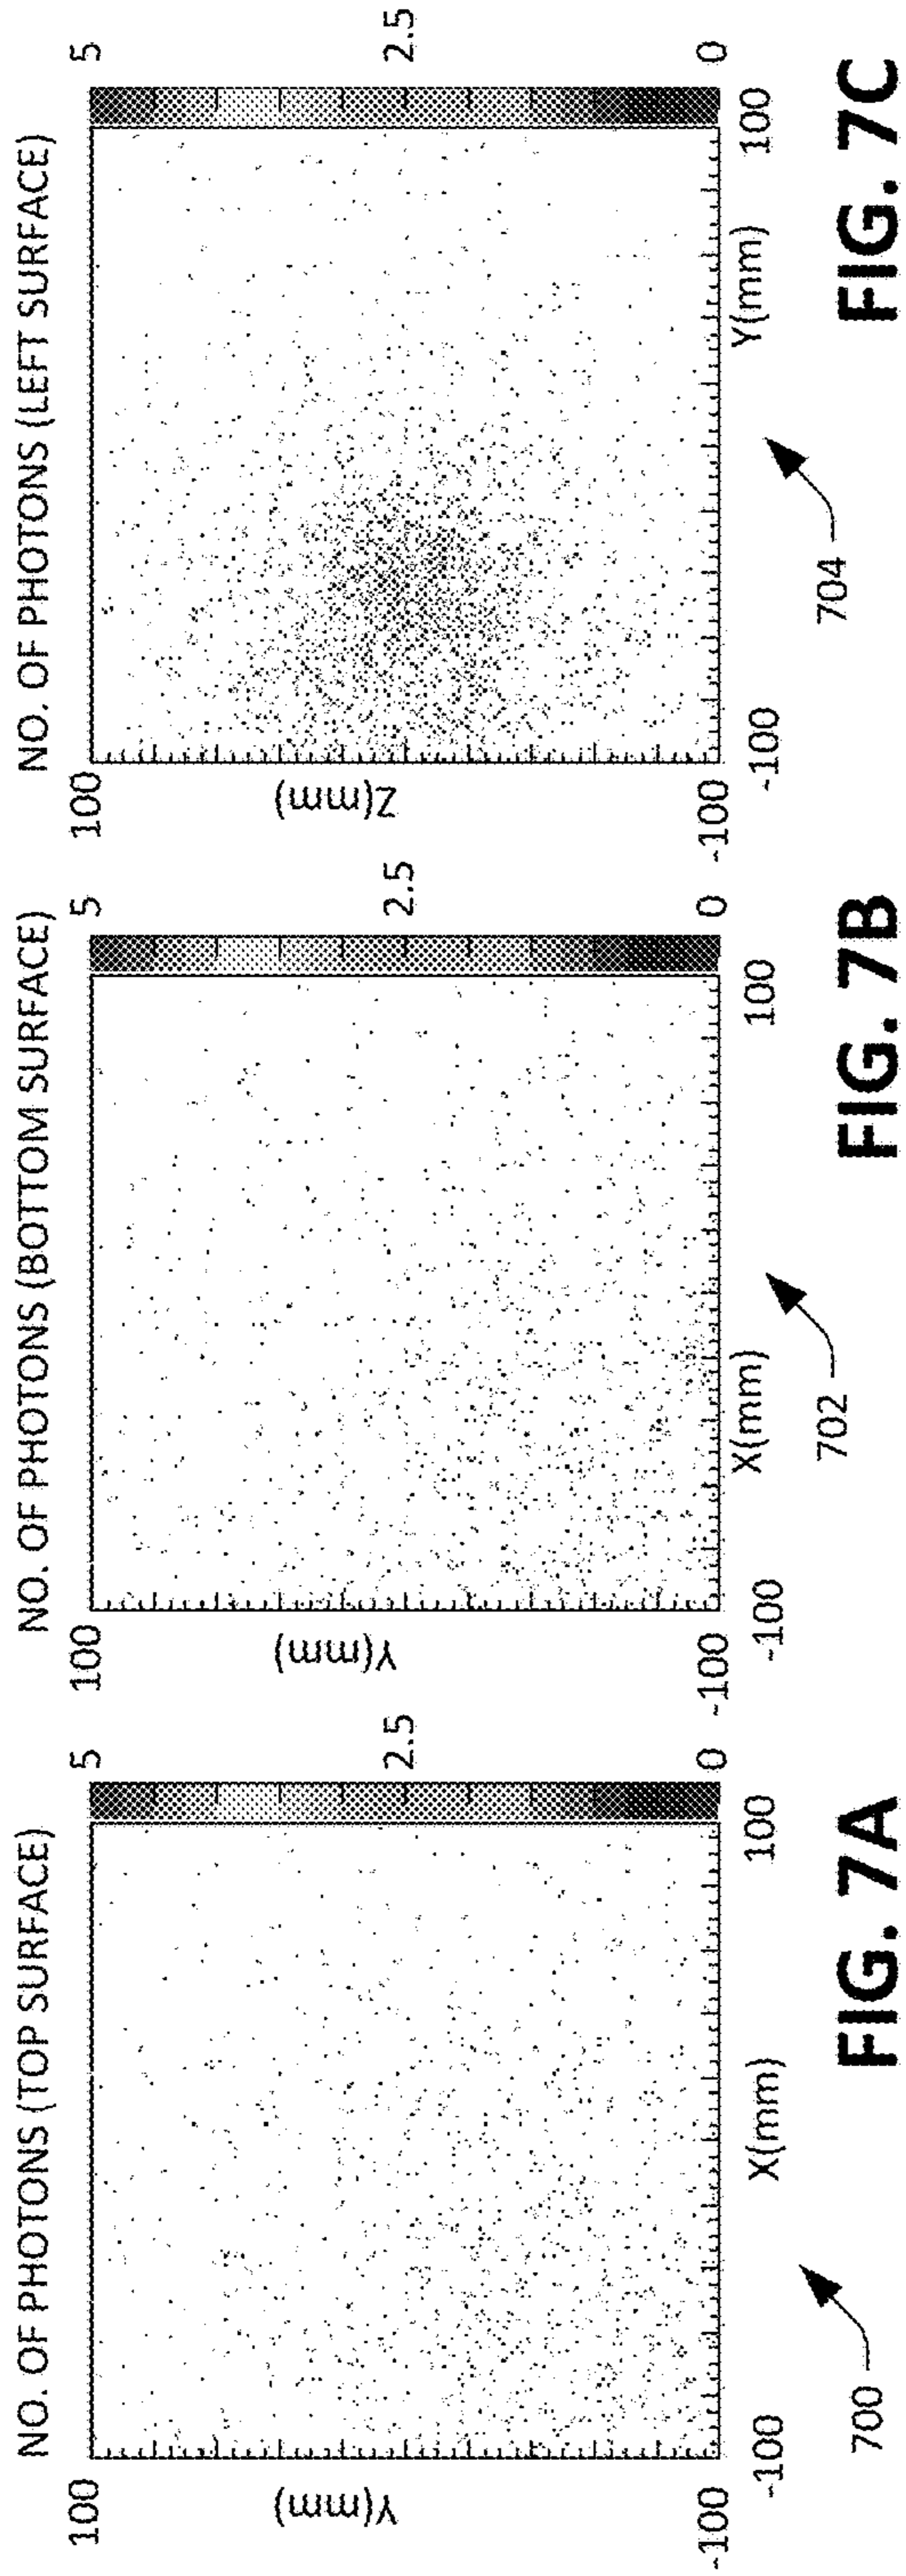 NO. OF PHOTONS (TOP SURFACE)
100
Y(mm)
-100
-100
X(mm)
100
5
2.5
0
700
FIG. 7A
NO. OF PHOTONS (BOTTOM SURFACE)
100
Y(mm)
-100
-100
X(mm)
100
5
2.5
0
702
FIG. 7B
NO. OF PHOTONS (LEFT SURFACE)
100
Z(mm)
-100
-100
Y(mm)
100
5
2.5
0
704
FIG. 7C